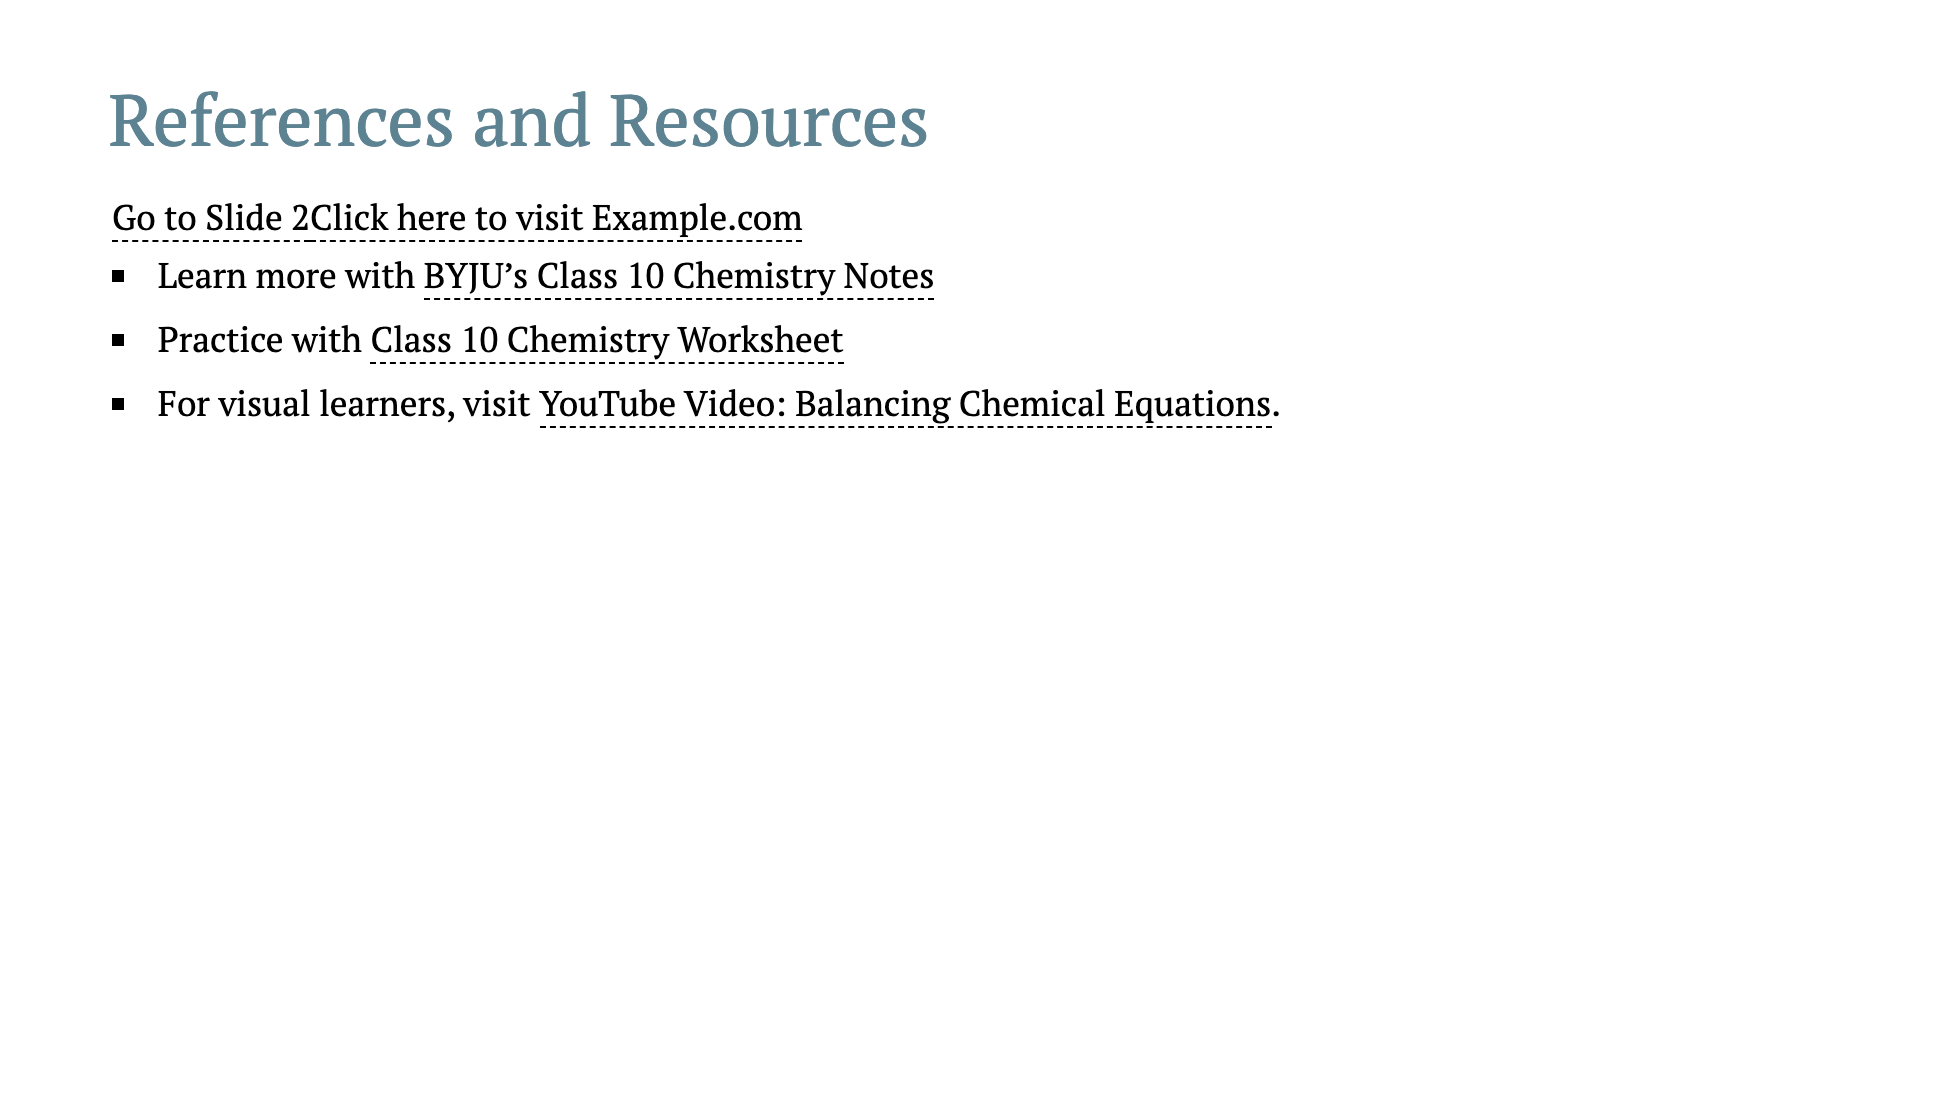 References and Resources
Go to Slide 2Click here to visit Example.com
▪ Learn more with BYJU’s Class 10 Chemistry Notes
▪ Practice with Class 10 Chemistry Worksheet
▪ For visual learners, visit YouTube Video: Balancing Chemical Equations.